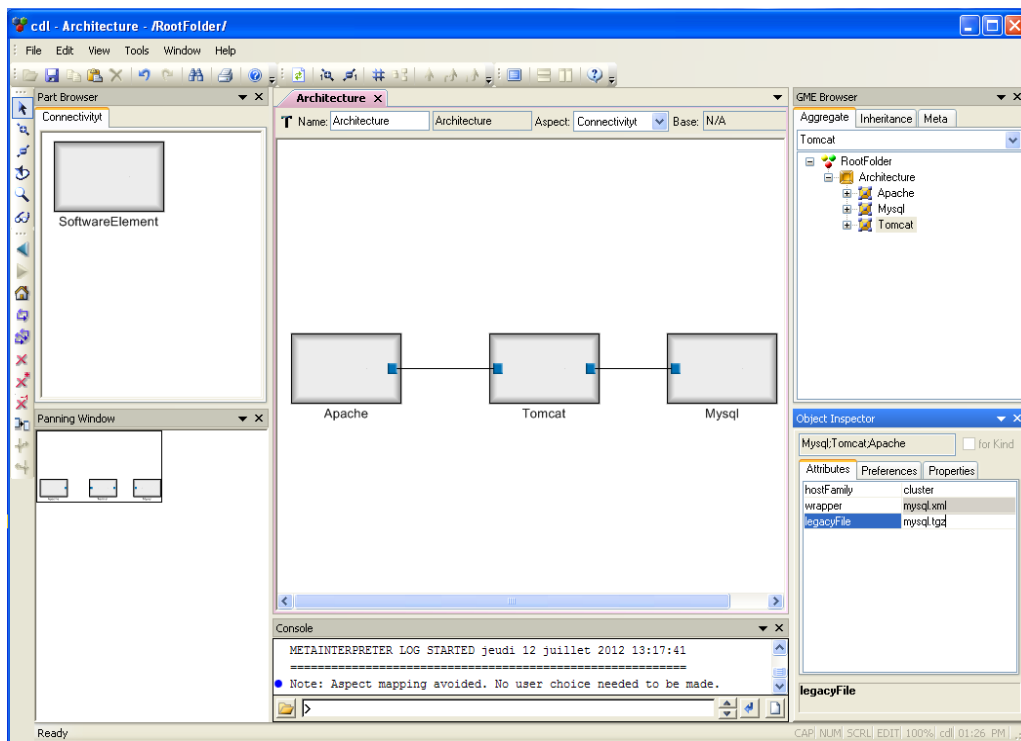 cdl - Architecture - /RootFolder/
File Edit View Tools Window Help
Part Browser
Connectivityt
SoftwareElement
Panning Window
Architecture
Name: Architecture Architecture Aspect: Connectivityt Base: N/A
Apache Tomcat Mysql
Console
METAINTERPRETER LOG STARTED jeudi 12 juillet 2012 13:17:41
=========================================================
Note: Aspect mapping avoided. No user choice needed to be made.
>
GME Browser
Aggregate Inheritance Meta
Tomcat
RootFolder
Architecture
Apache
Mysql
Tomcat
Object Inspector
Mysql;Tomcat;Apache for Kind
Attributes Preferences Properties
hostFamily cluster
wrapper mysql.xml
legacyFile mysql.tgz
legacyFile
Ready CAP NUM SCRL EDIT 100% cdl 01:26 PM